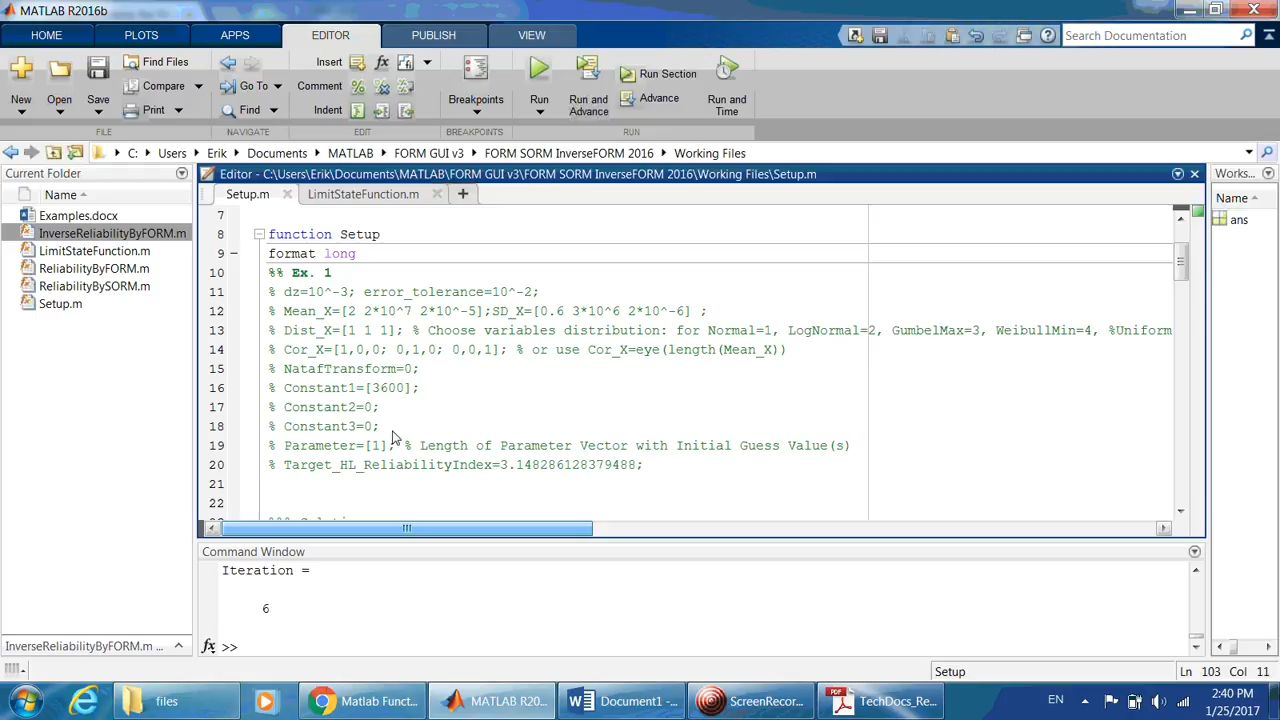 MATLAB R2016b
HOME PLOTS APPS EDITOR PUBLISH VIEW Search Documentation
New Open Save Find Files Compare Print Go To Find Insert fx Comment Indent Breakpoints Run Run and Advance Run Section Advance Run and Time
FILE NAVIGATE EDIT BREAKPOINTS RUN
C: Users Erik Documents MATLAB FORM GUI v3 FORM SORM InverseFORM 2016 Working Files
Current Folder
Name
Examples.docx
InverseReliabilityByFORM.m
LimitStateFunction.m
ReliabilityByFORM.m
ReliabilityBySORM.m
Setup.m
InverseReliabilityByFORM.m ...
Editor - C:\Users\Erik\Documents\MATLAB\FORM GUI v3\FORM SORM InverseFORM 2016\Working Files\Setup.m
Setup.m LimitStateFunction.m
7
8 function Setup
9 format long
10 %% Ex. 1
11 % dz=10^-3; error_tolerance=10^-2;
12 % Mean_X=[2 2*10^7 2*10^-5];SD_X=[0.6 3*10^6 2*10^-6] ;
13 % Dist_X=[1 1 1]; % Choose variables distribution: for Normal=1, LogNormal=2, GumbelMax=3, WeibullMin=4, %Uniform
14 % Cor_X=[1,0,0; 0,1,0; 0,0,1]; % or use Cor_X=eye(length(Mean_X))
15 % NatafTransform=0;
16 % Constant1=[3600];
17 % Constant2=0;
18 % Constant3=0;
19 % Parameter=[1]; % Length of Parameter Vector with Initial Guess Value(s)
20 % Target_HL_ReliabilityIndex=3.148286128379488;
21
22
Command Window
Iteration =
6
fx >>
Works...
Name
ans
Setup Ln 103 Col 11
files Matlab Funct... MATLAB R20... Document1 -... ScreenRecor... TechDocs_Re... EN 2:40 PM
1/25/2017